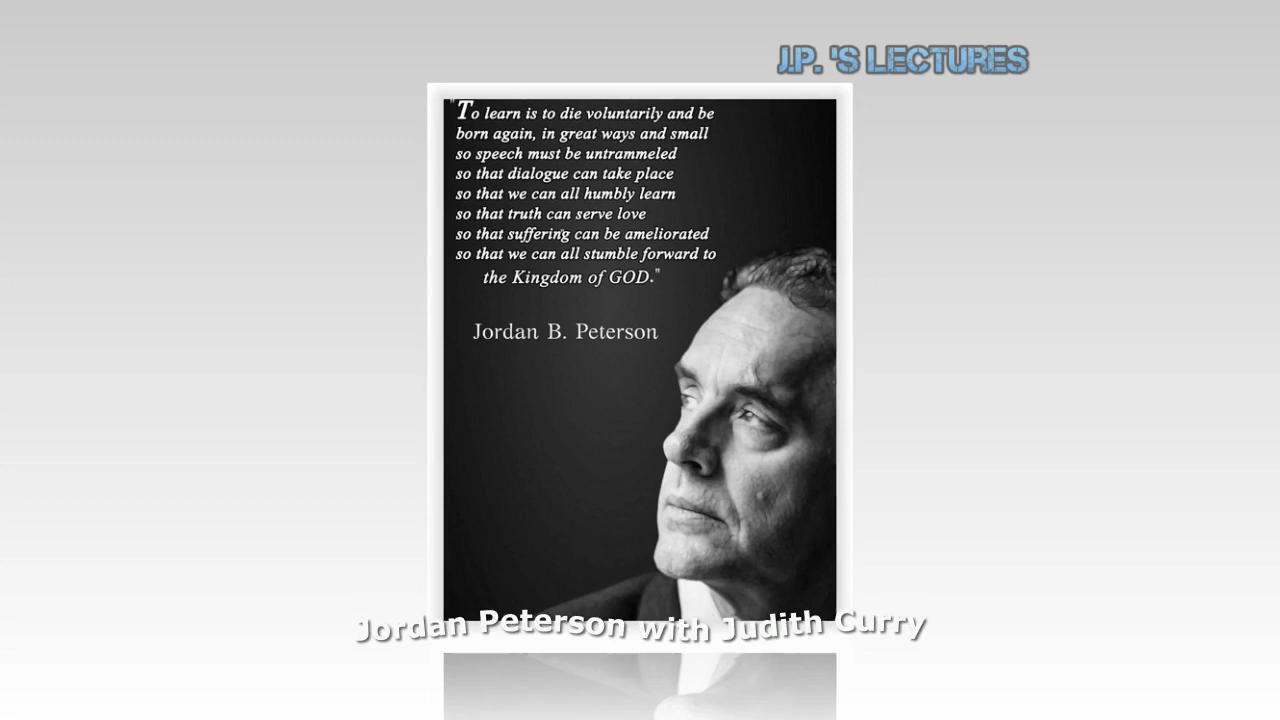 J.P. 'S LECTURES
"To learn is to die voluntarily and be
born again, in great ways and small
so speech must be untrammeled
so that dialogue can take place
so that we can all humbly learn
so that truth can serve love
so that suffering can be ameliorated
so that we can all stumble forward to
the Kingdom of GOD."
Jordan B. Peterson
Jordan Peterson with Judith Curry